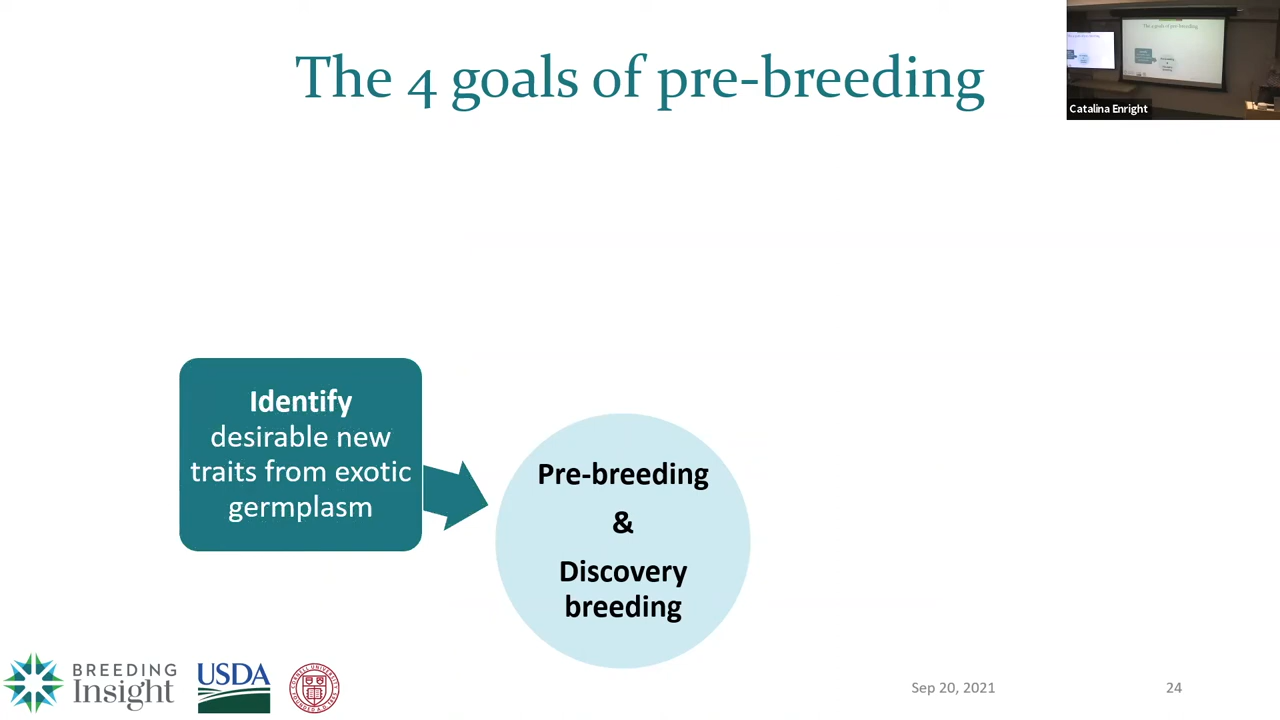 The 4 goals of pre-breeding
Catalina Enright
Identify
desirable new
traits from exotic
germplasm
Pre-breeding
&
Discovery
breeding
BREEDING
Insight
USDA
Sep 20, 2021
24